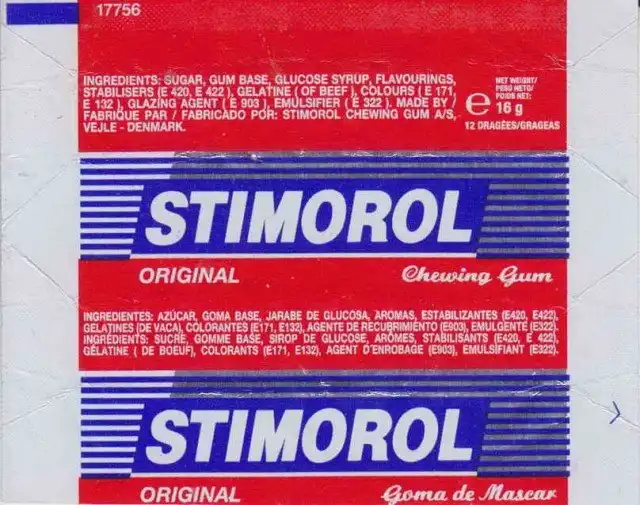 17756
INGREDIENTS: SUGAR, GUM BASE, GLUCOSE SYRUP, FLAVOURINGS,
STABILISERS (E 420, E 422 ), GELATINE ( OF BEEF ), COLOURS ( E 171,
E 132 ), GLAZING AGENT ( E 903 ), EMULSIFIER ( E 322 ). MADE BY /
FABRIQUE PAR / FABRICADO POR: STIMOROL CHEWING GUM A/S,
VEJLE - DENMARK.
NET WEIGHT/
PESO NETO/
POIDS NET:
e 16 g
12 DRAGÉES/GRAGEAS
STIMOROL
ORIGINAL Chewing Gum
INGREDIENTES: AZÚCAR, GOMA BASE, JARABE DE GLUCOSA, AROMAS, ESTABILIZANTES (E420, E422),
GELATINES (DE VACA), COLORANTES (E171, E132), AGENTE DE RECUBRIMIENTO (E903), EMULGENTE (E322).
INGRÉDIENTS: SUCRE, GOMME BASE, SIROP DE GLUCOSE, ARÔMES, STABILISANTS (E420, E 422),
GÉLATINE ( DE BOEUF), COLORANTS (E171, E132), AGENT D'ENROBAGE (E903), EMULSIFIANT (E322).
STIMOROL
ORIGINAL Goma de Mascar